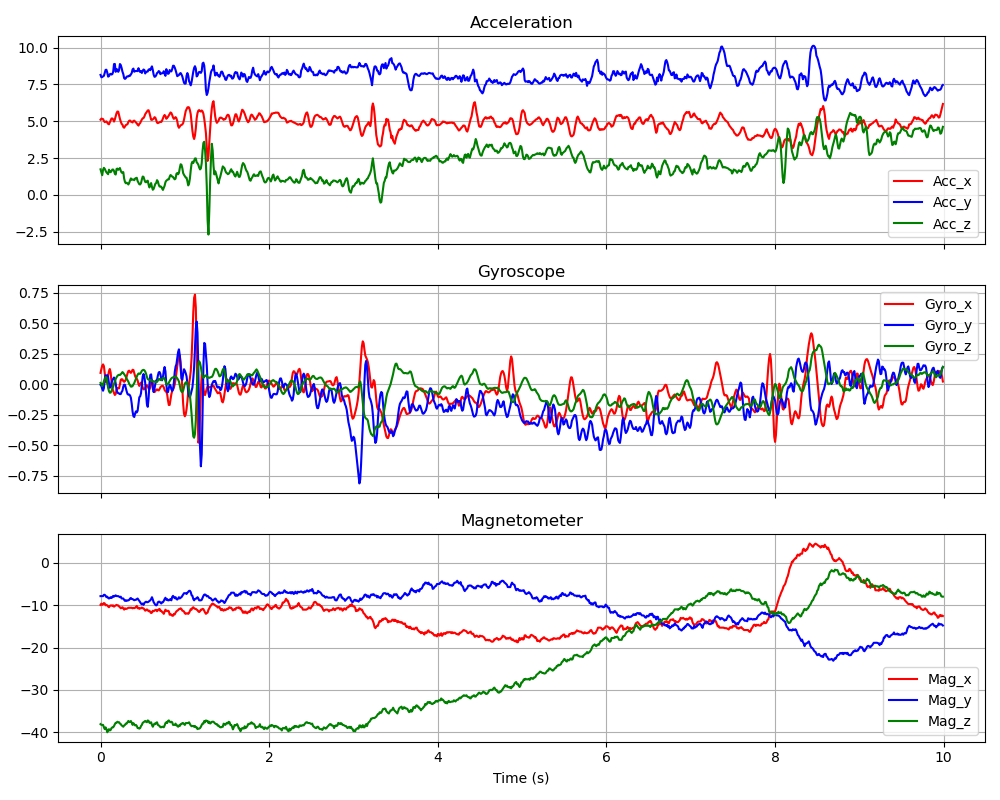 Acceleration
10.0
7.5
5.0
2.5
0.0
−2.5
Acc_x
Acc_y
Acc_z
Gyroscope
0.75
0.50
0.25
0.00
−0.25
−0.50
−0.75
Gyro_x
Gyro_y
Gyro_z
Magnetometer
0
−10
−20
−30
−40
Mag_x
Mag_y
Mag_z
0 2 4 6 8 10
Time (s)